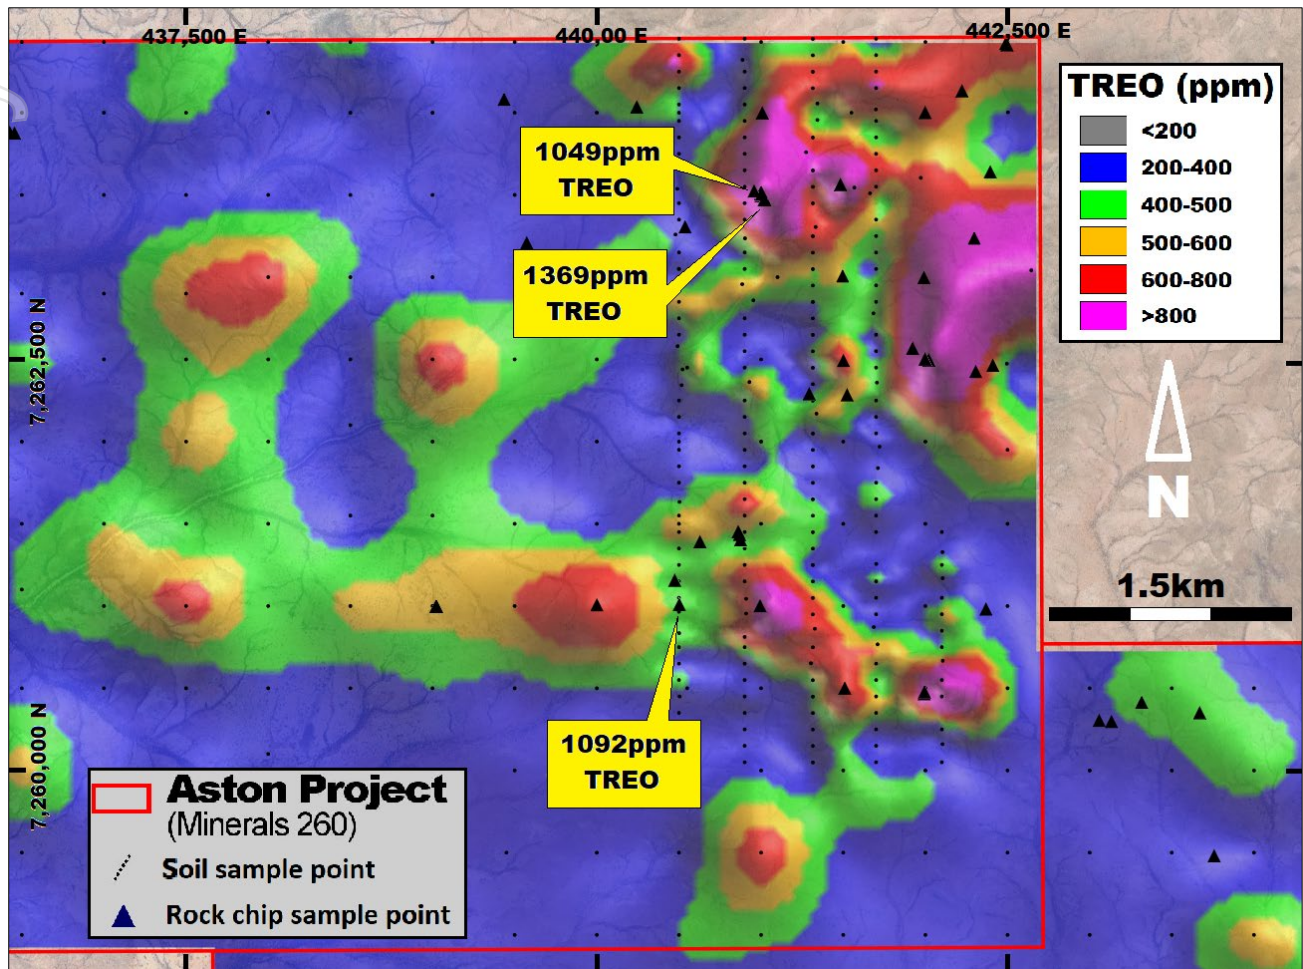 437,500 E
440,00 E
442,500 E
TREO (ppm)
<200
200-400
400-500
500-600
600-800
>800
1049ppm
TREO
1369ppm
TREO
7,262,500 N
N
1.5km
1092ppm
TREO
7,260,000 N
Aston Project
(Minerals 260)
Soil sample point
Rock chip sample point